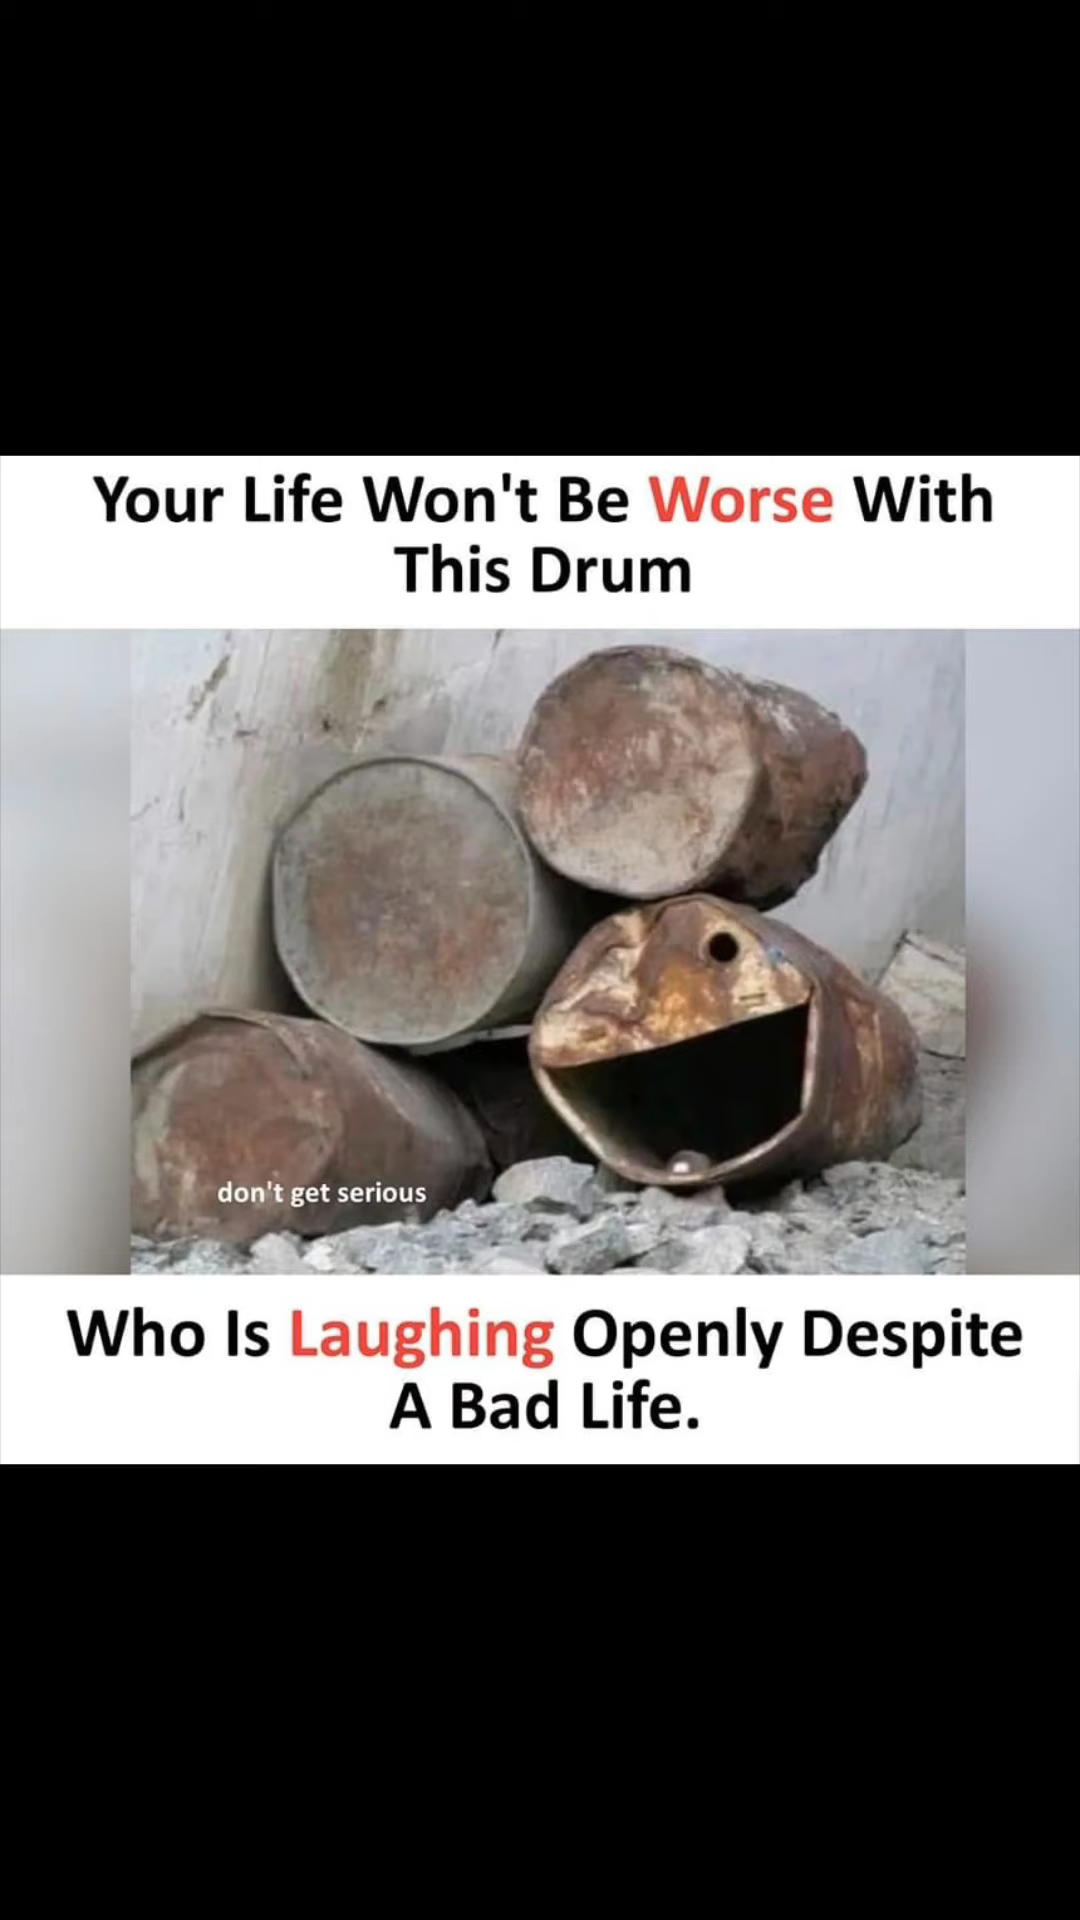 Your Life Won't Be Worse With
This Drum
don't get serious
Who Is Laughing Openly Despite
A Bad Life.